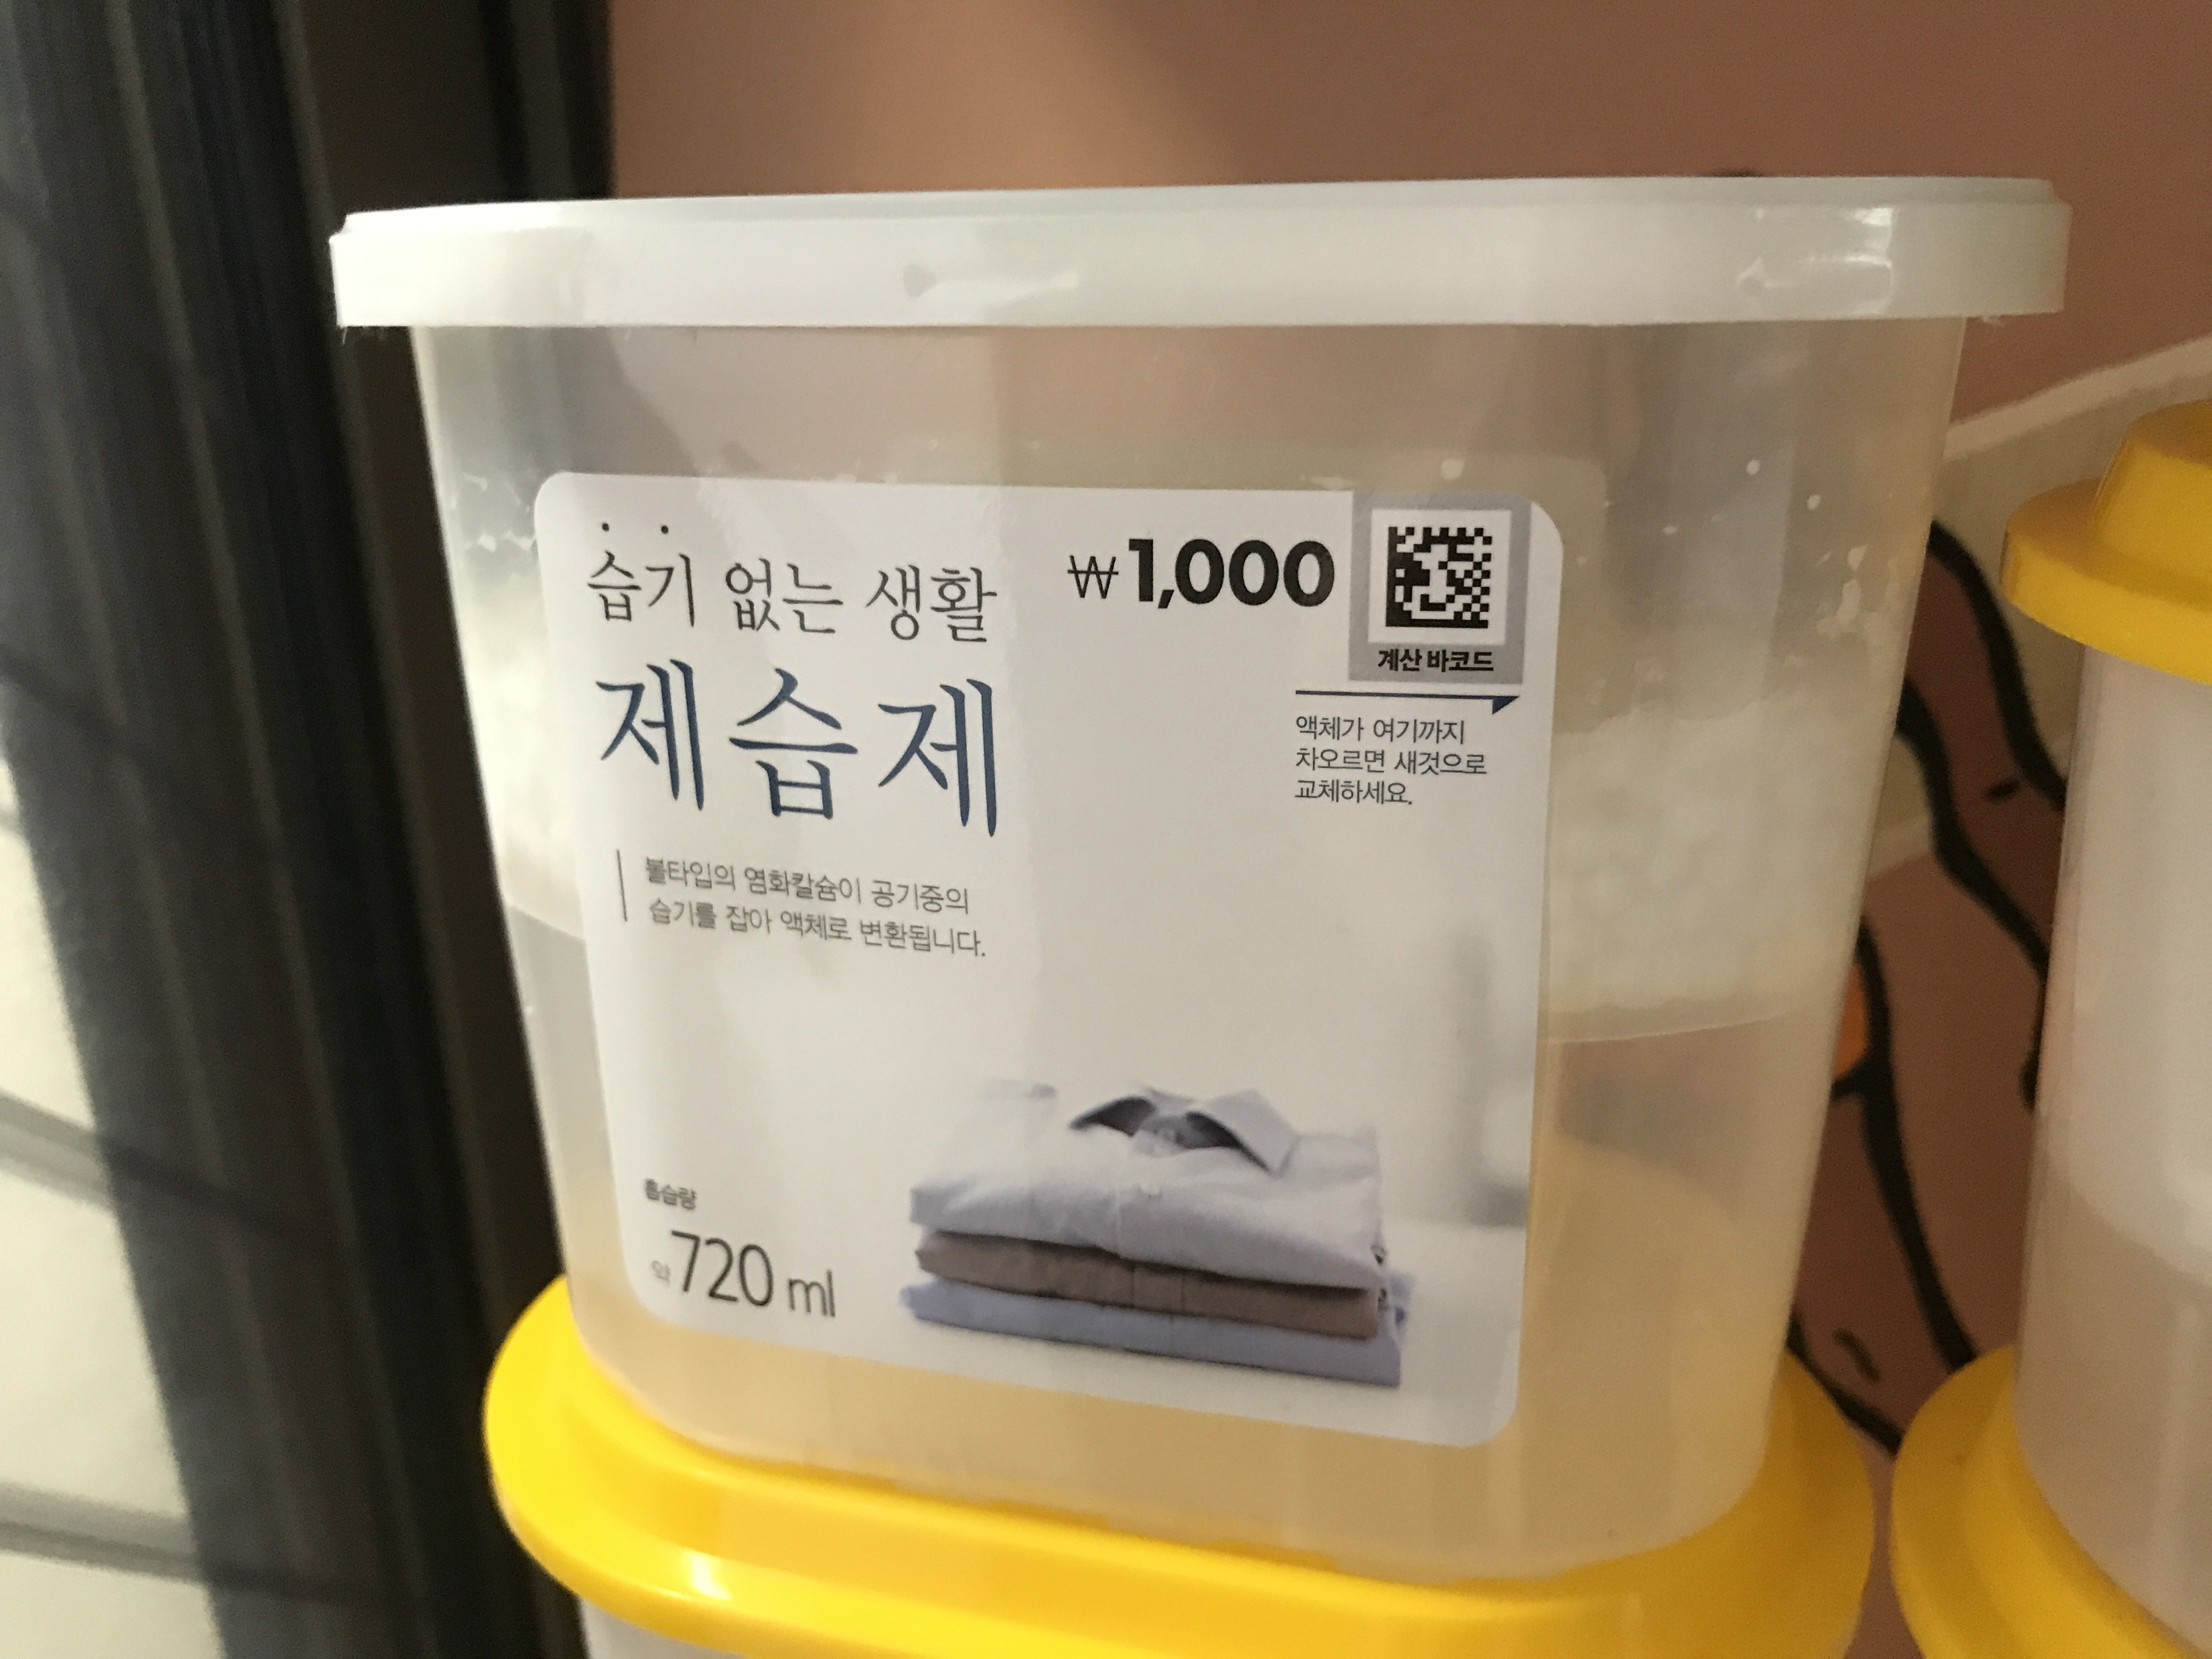 습기 없는 생활
제습제
₩1,000
계산 바코드
액체가 여기까지
차오르면 새것으로
교체하세요.
볼타입의 염화칼슘이 공기중의
습기를 잡아 액체로 변환됩니다.
흡습량
약 720 ml